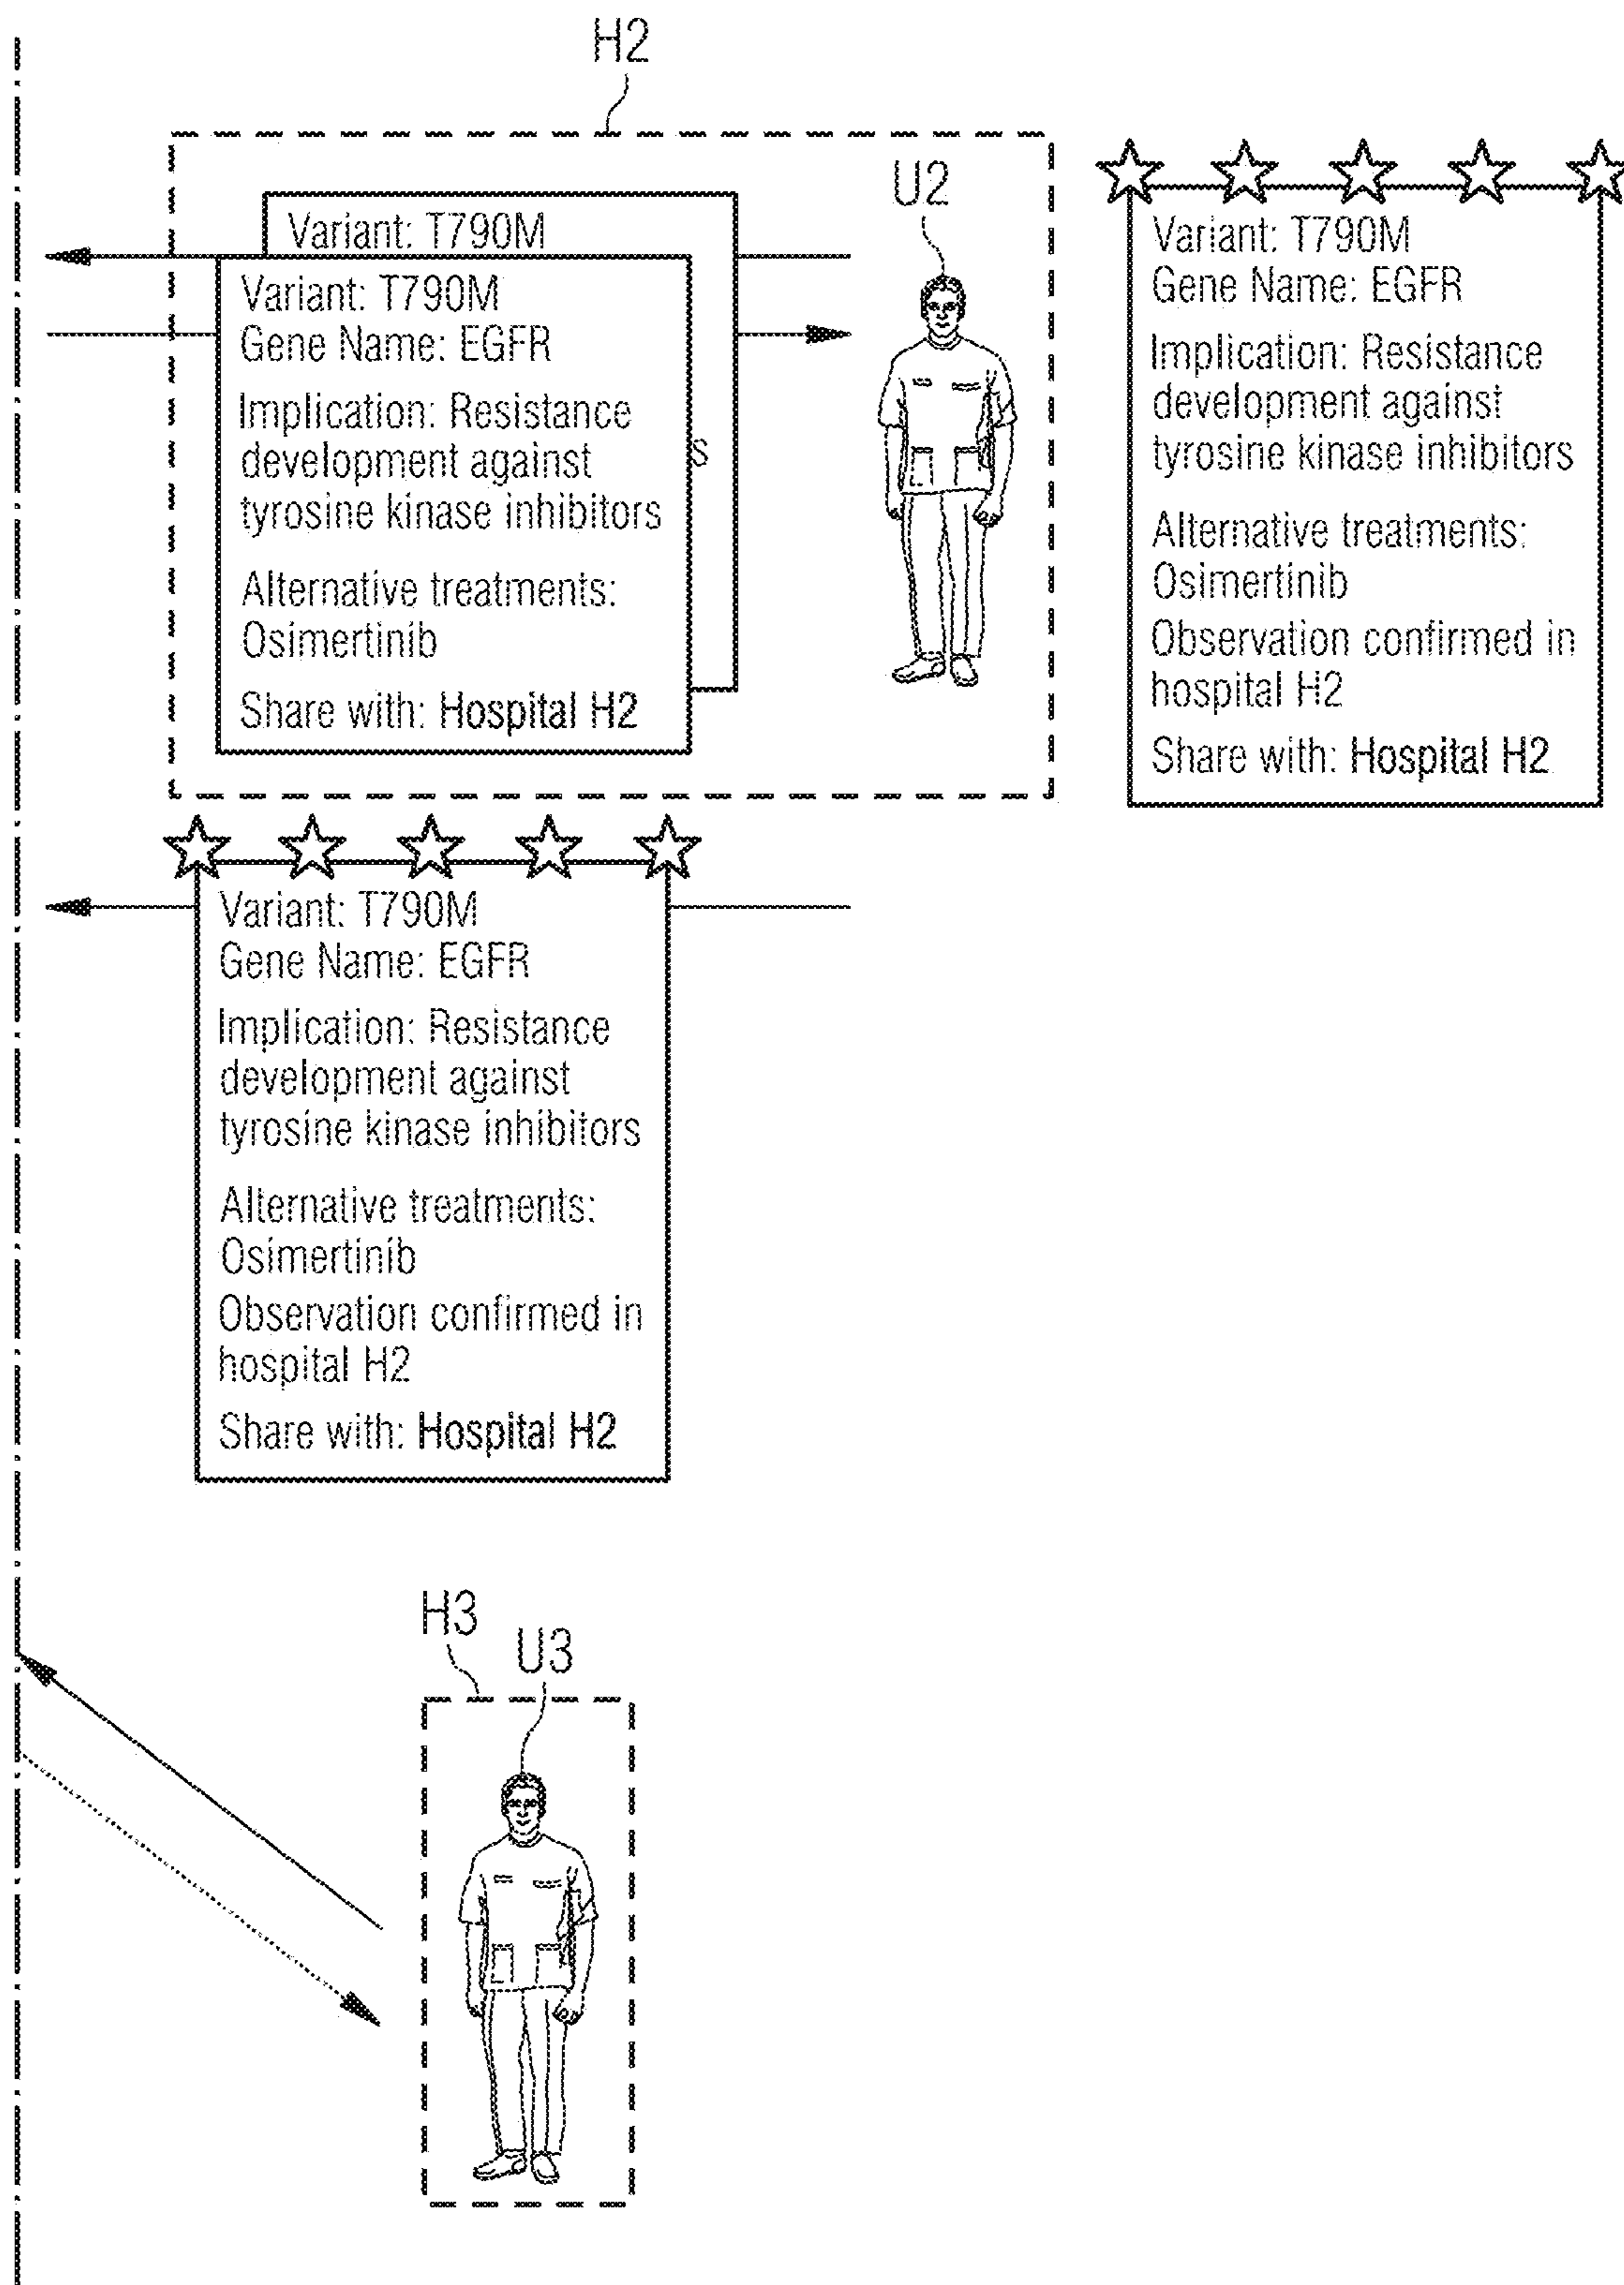 H2
U2
Variant: T790M
s
Variant: T790M
Gene Name: EGFR
Implication: Resistance
development against
tyrosine kinase inhibitors
Alternative treatments:
Osimertinib
Share with: Hospital H2
Variant: T790M
Gene Name: EGFR
Implication: Resistance
development against
tyrosine kinase inhibitors
Alternative treatments:
Osimertinib
Observation confirmed in
hospital H2
Share with: Hospital H2
Variant: T790M
Gene Name: EGFR
Implication: Resistance
development against
tyrosine kinase inhibitors
Alternative treatments:
Osimertinib
Observation confirmed in
hospital H2
Share with: Hospital H2
H3
U3